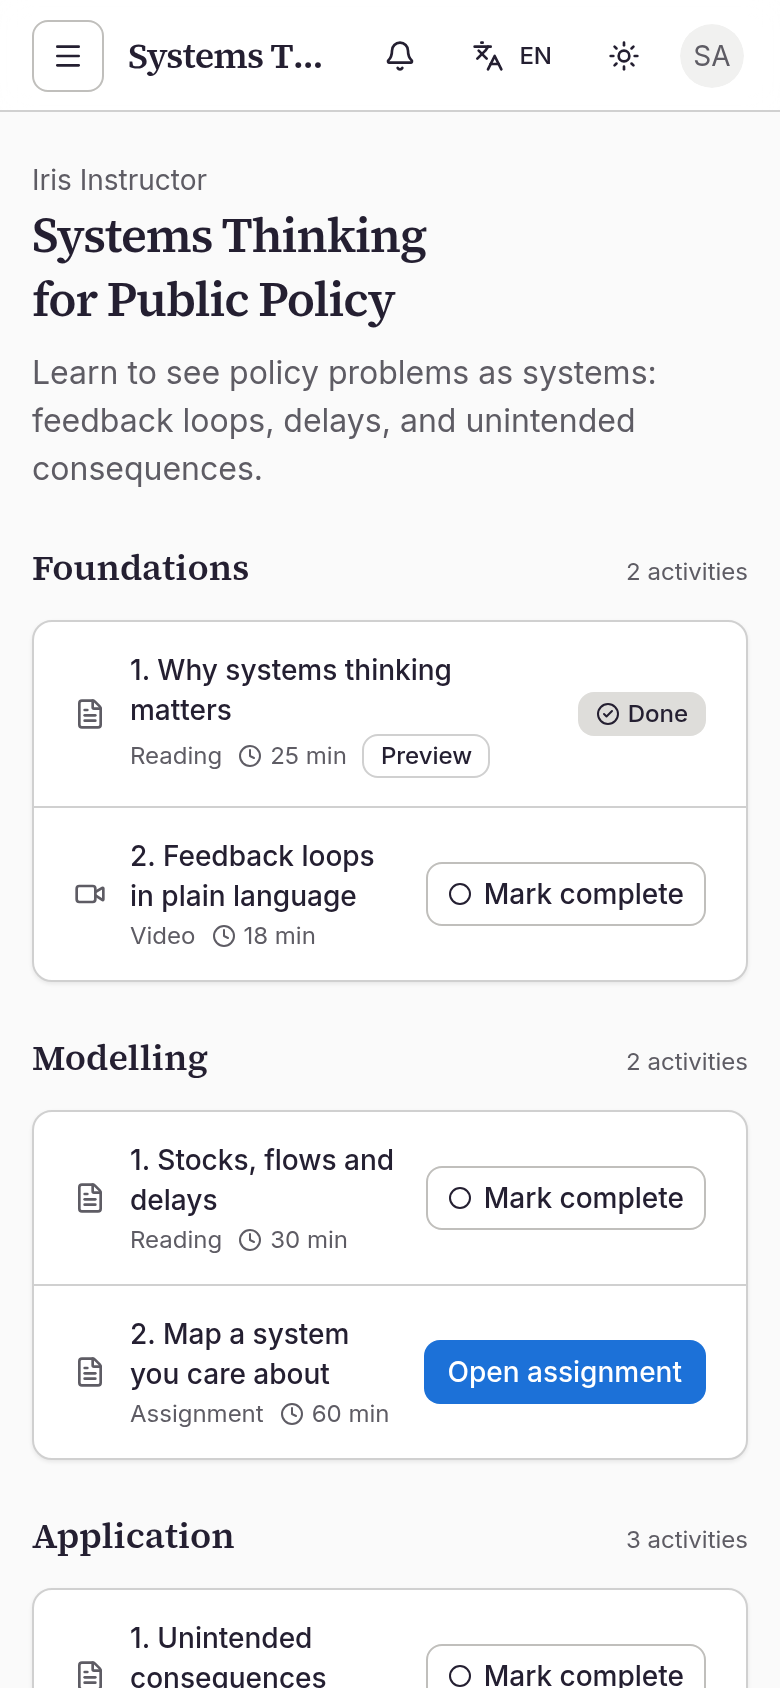 Systems T...
EN
SA
Iris Instructor
Systems Thinking
for Public Policy
Learn to see policy problems as systems:
feedback loops, delays, and unintended
consequences.
Foundations
2 activities
1. Why systems thinking
matters
Reading 25 min Preview
Done
2. Feedback loops
in plain language
Video 18 min
Mark complete
Modelling
2 activities
1. Stocks, flows and
delays
Reading 30 min
Mark complete
2. Map a system
you care about
Assignment 60 min
Open assignment
Application
3 activities
1. Unintended
consequences
Mark complete